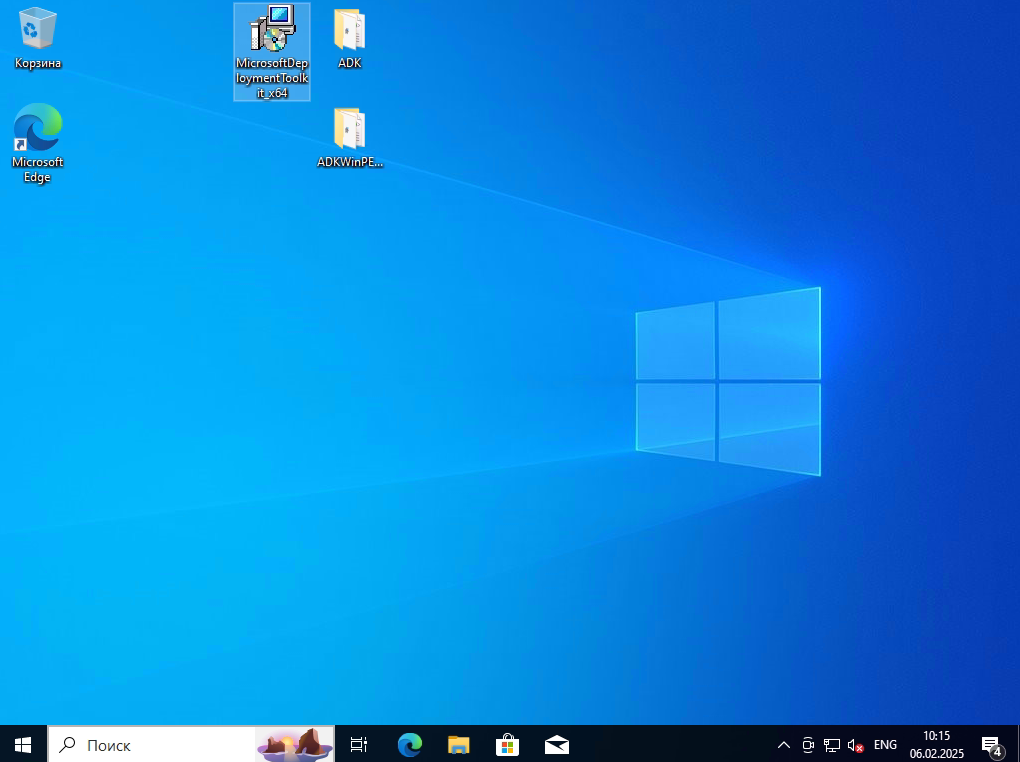 Корзина
MicrosoftDep
loymentToolk
it_x64
ADK
Microsoft
Edge
ADKWinPE...
Поиск
ENG
10:15
06.02.2025
4